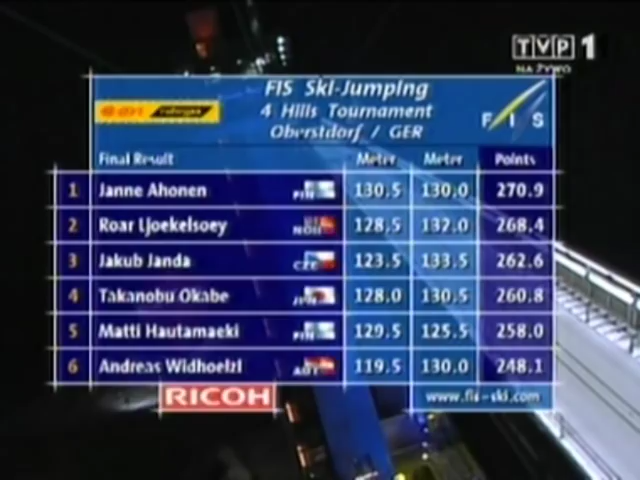 TVP 1
NA ŻYWO
FIS Ski-Jumping
4 Hills Tournament
Oberstdorf / GER
FIS
Final Result Meter Meter Points
1 Janne Ahonen FIN 130.5 130.0 270.9
2 Roar Ljoekelsoey NOR 128.5 132.0 268.4
3 Jakub Janda CZE 123.5 133.5 262.6
4 Takanobu Okabe JPN 128.0 130.5 260.8
5 Matti Hautamaeki FIN 129.5 125.5 258.0
6 Andreas Widhoelzl AUT 119.5 130.0 248.1
RICOH www.fis-ski.com